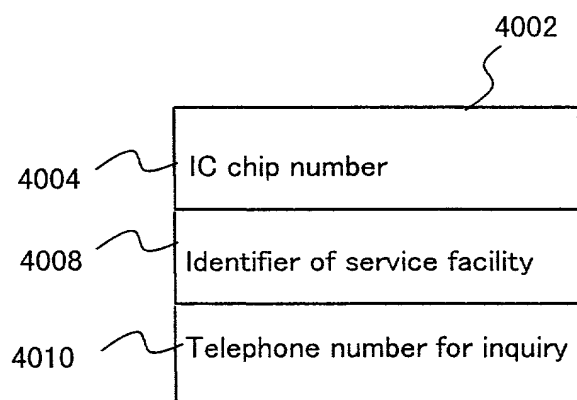 4002
4004
IC chip number
4008
Identifier of service facility
4010
Telephone number for inquiry